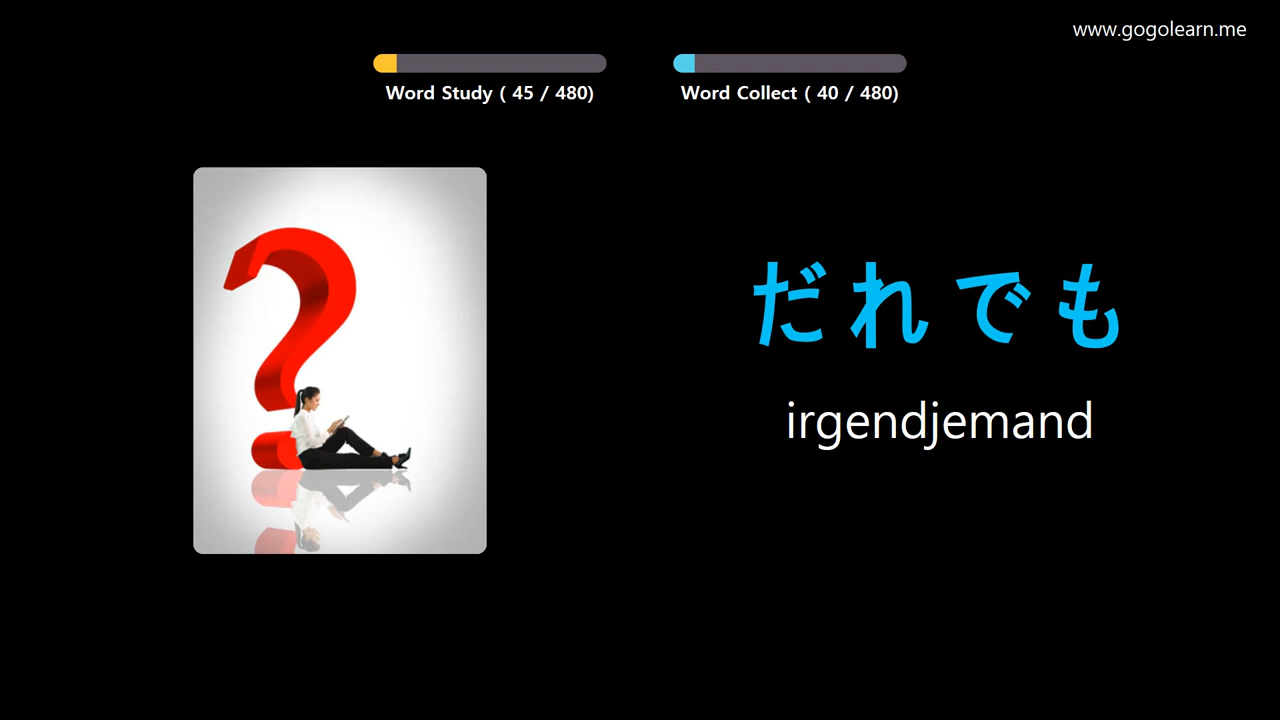 www.gogolearn.me
Word Study ( 45 / 480)
Word Collect ( 40 / 480)
だれでも
irgendjemand